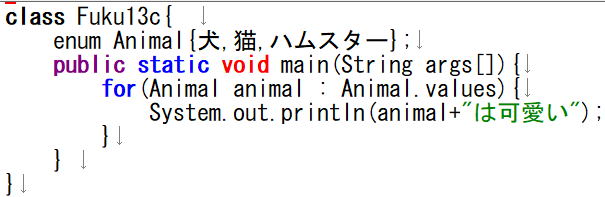 class Fuku13c{ ↓
enum Animal{犬,猫,ハムスター};↓
public static void main(String args[]){↓
for(Animal animal : Animal.values){↓
System.out.println(animal+"は可愛い");
}↓
} ↓
}↓